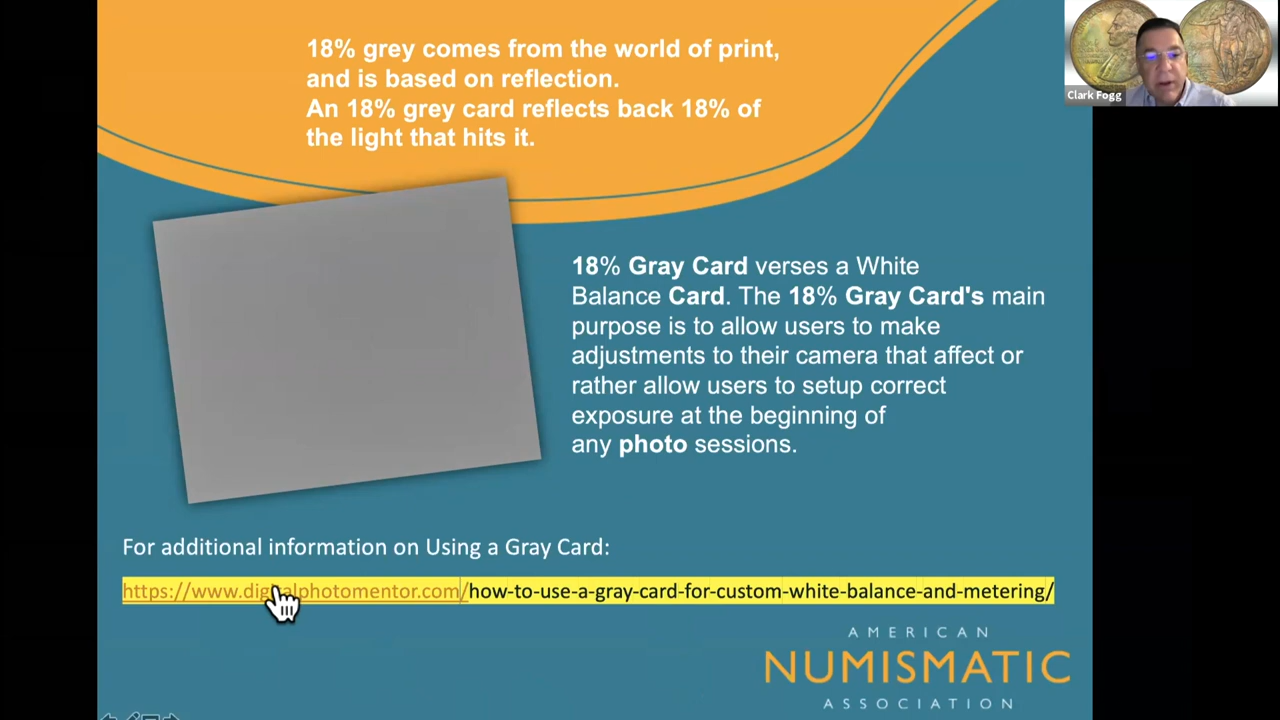 18% grey comes from the world of print,
and is based on reflection.
An 18% grey card reflects back 18% of
the light that hits it.
Clark Fogg
18% Gray Card verses a White
Balance Card. The 18% Gray Card's main
purpose is to allow users to make
adjustments to their camera that affect or
rather allow users to setup correct
exposure at the beginning of
any photo sessions.
For additional information on Using a Gray Card:
https://www.digitalphotomentor.com/how-to-use-a-gray-card-for-custom-white-balance-and-metering/
AMERICAN
NUMISMATIC
ASSOCIATION